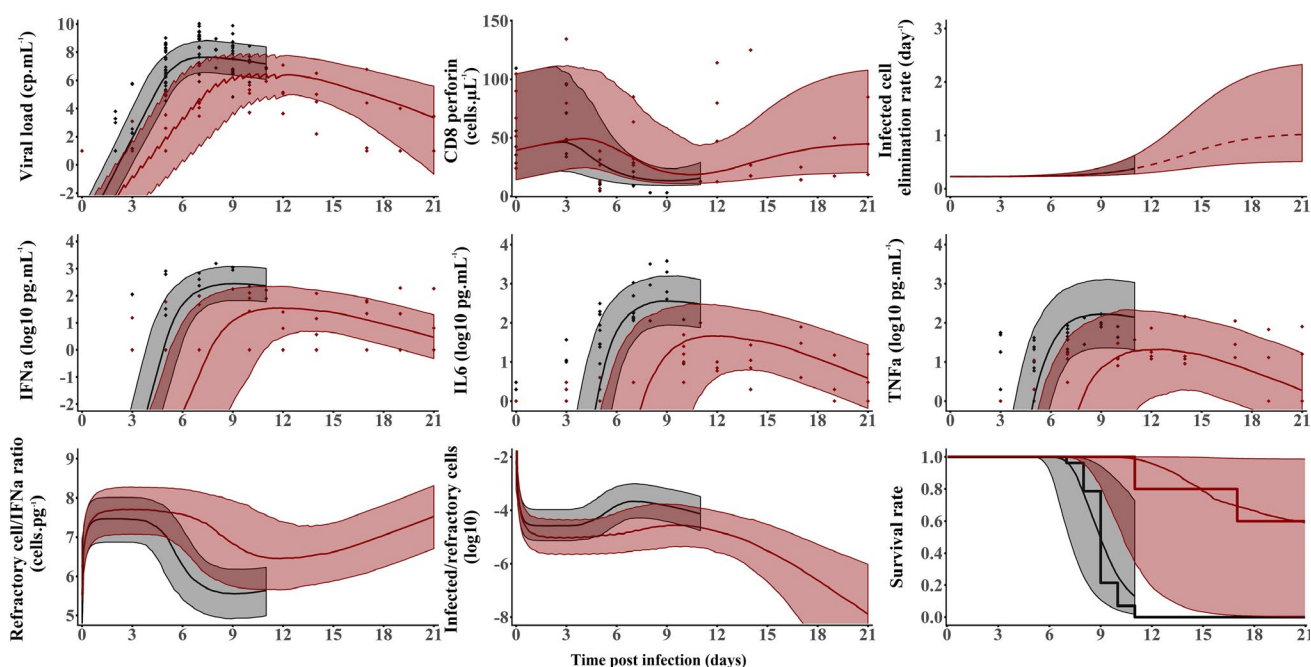 Viral load (cp.mL⁻¹)
10
8
6
4
2
0
-2
0 3 6 9 12 15 18 21
CD8 perforin
(cells.µL⁻¹)
150
100
50
0
0 3 6 9 12 15 18 21
Infected cell
elimination rate (day⁻¹)
3
2
1
0
0 3 6 9 12 15 18 21
IFNa (log10 pg.mL⁻¹)
4
3
2
1
0
-1
-2
0 3 6 9 12 15 18 21
IL6 (log10 pg.mL⁻¹)
4
3
2
1
0
0 3 6 9 12 15 18 21
TNFa (log10 pg.mL⁻¹)
4
3
2
1
0
0 3 6 9 12 15 18 21
Refractory cell/IFNa ratio
(cells.pg⁻¹)
9
8
7
6
5
0 3 6 9 12 15 18 21
Infected/refractory cells
(log10)
-2
-4
-6
-8
0 3 6 9 12 15 18 21
Survival rate
1.0
0.8
0.6
0.4
0.2
0.0
0 3 6 9 12 15 18 21
Time post infection (days)